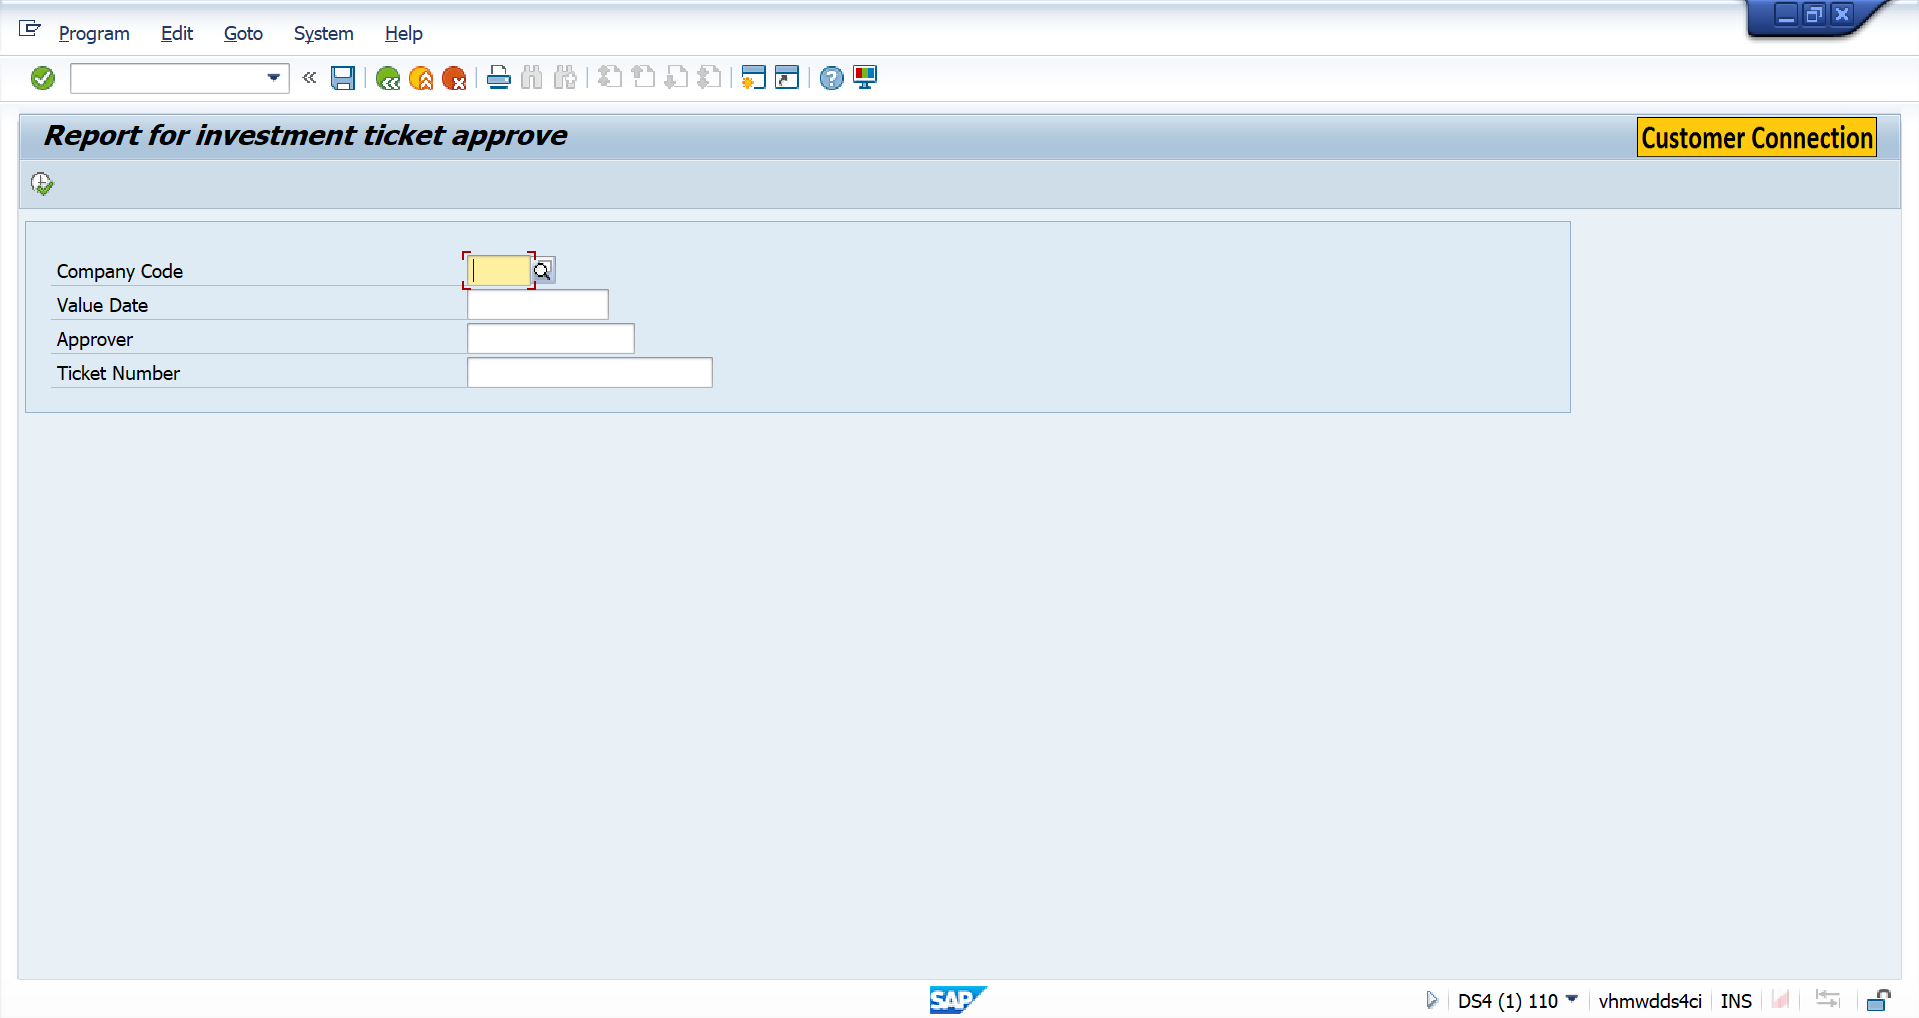 Program Edit Goto System Help
Report for investment ticket approve
Customer Connection
Company Code
Value Date
Approver
Ticket Number
SAP
DS4 (1) 110 vhmwdds4ci INS